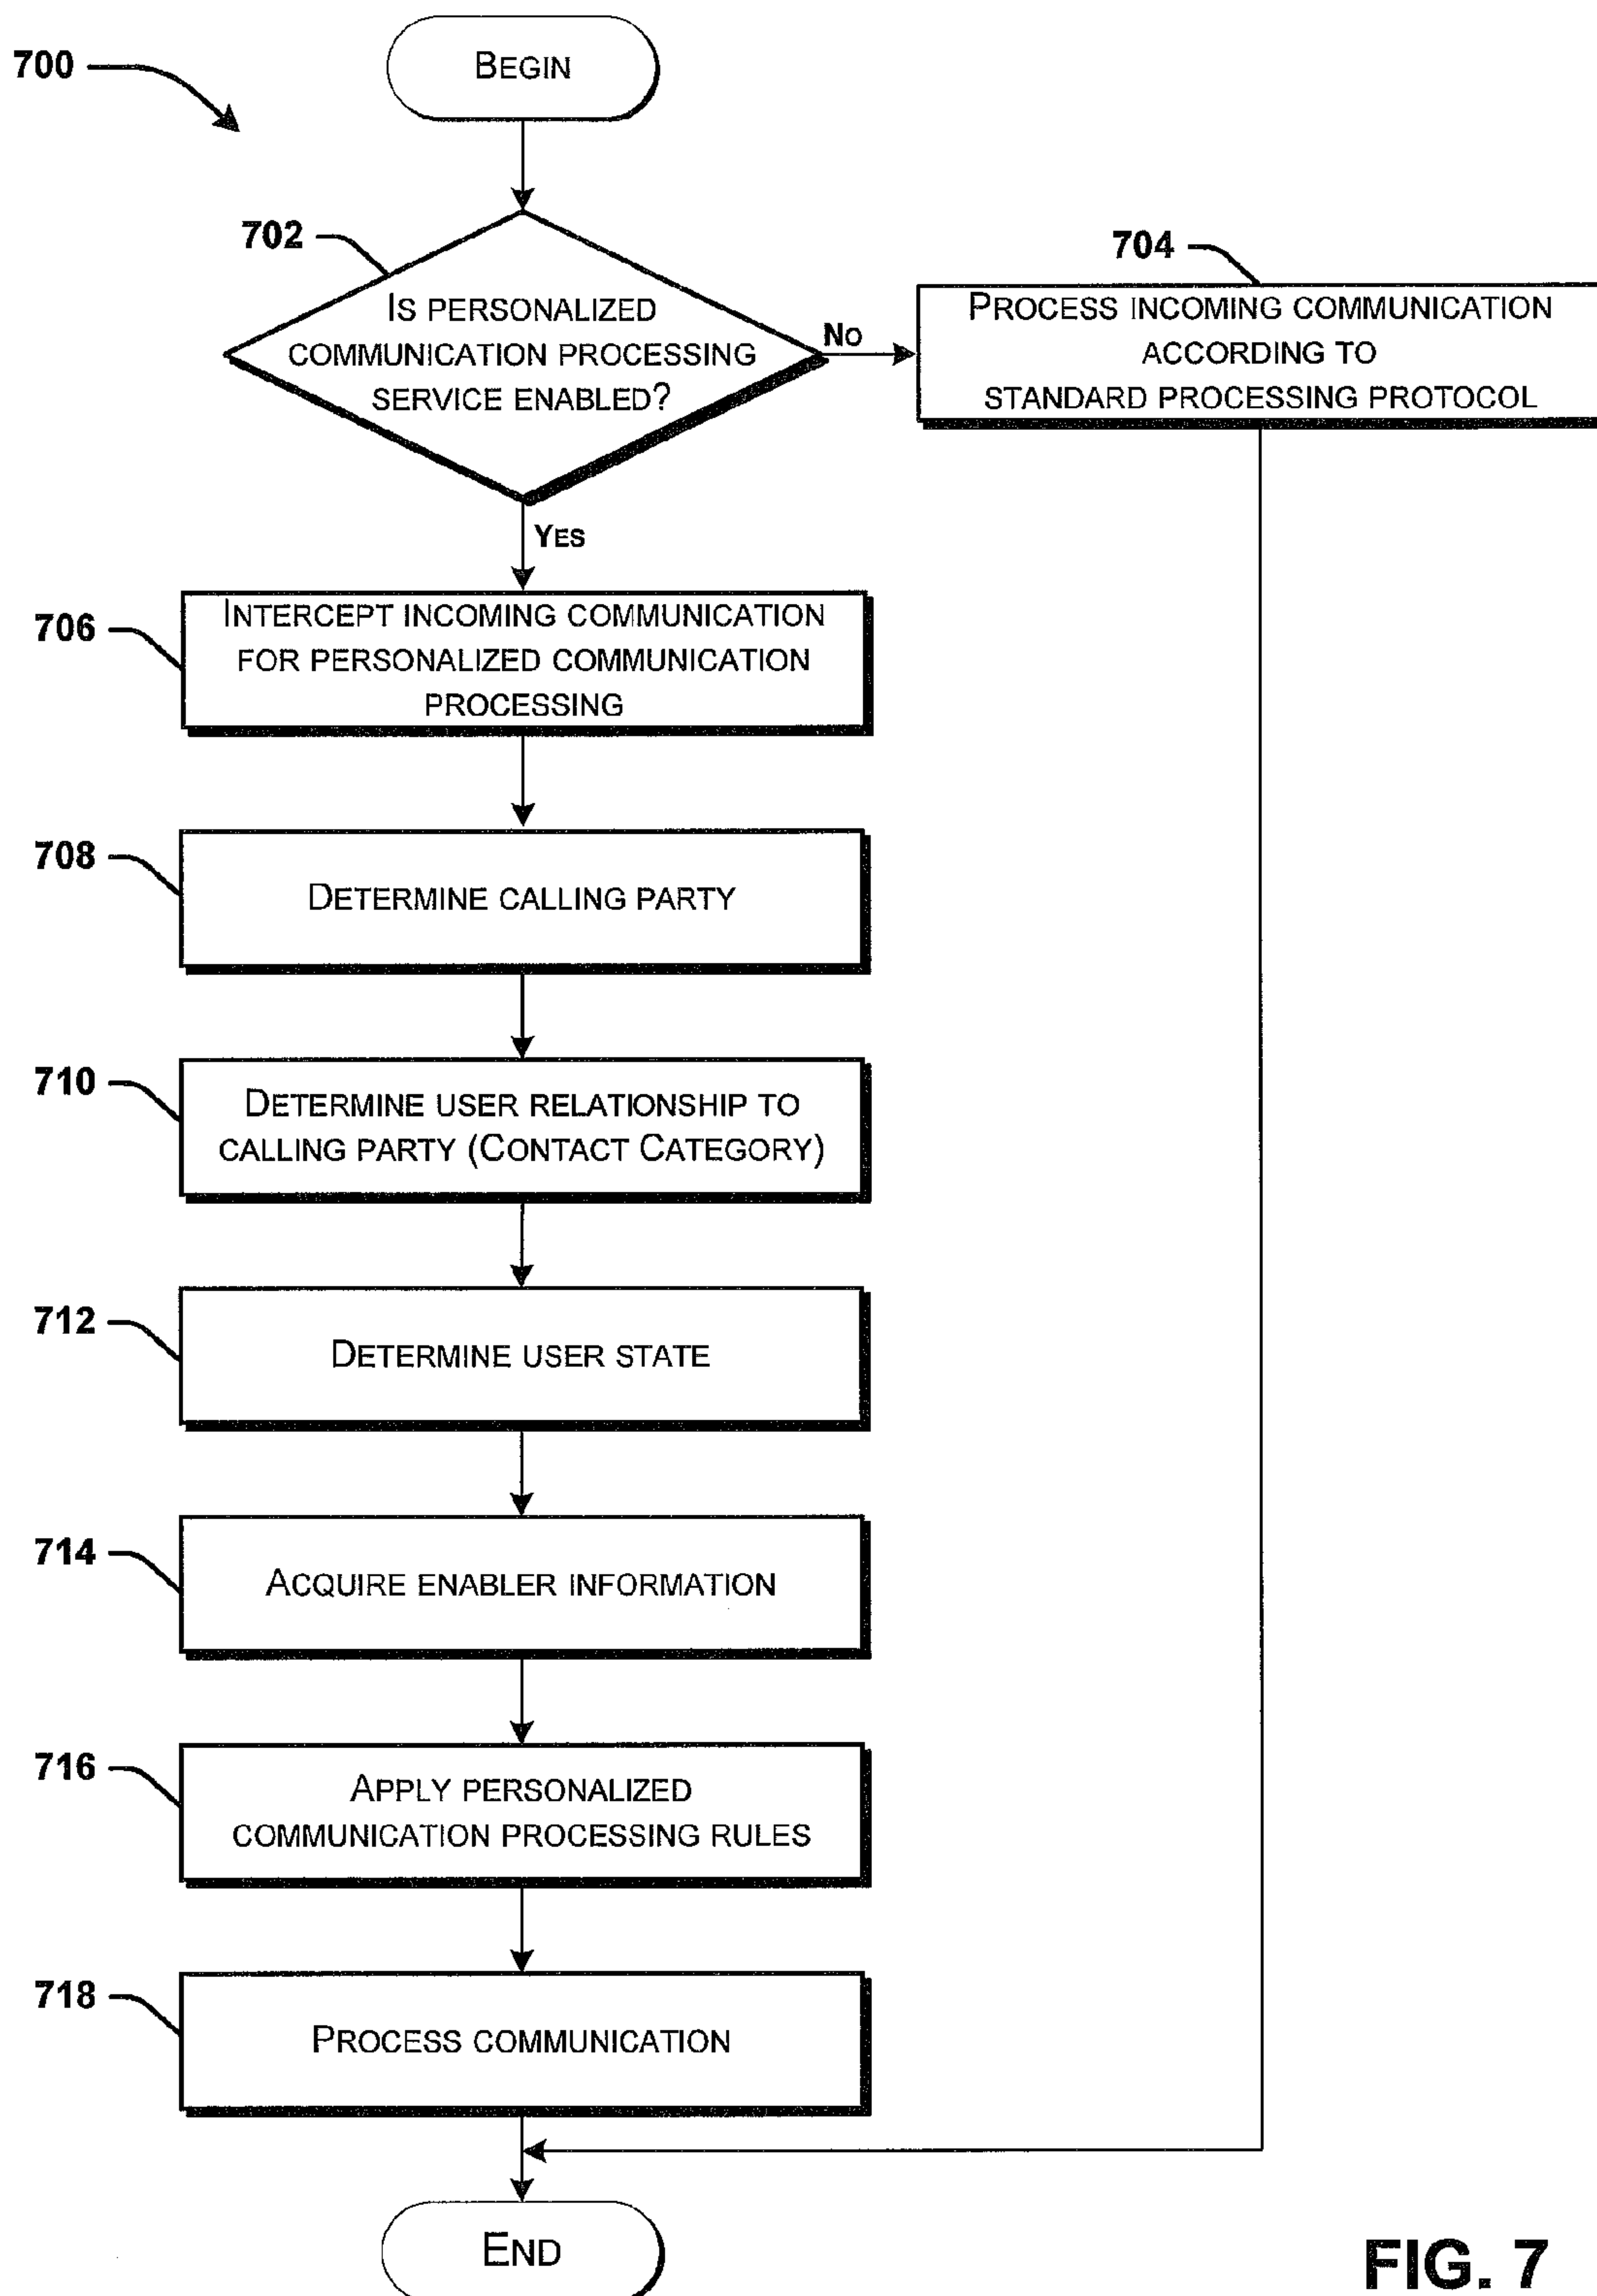 700
BEGIN
702
IS PERSONALIZED
COMMUNICATION PROCESSING
SERVICE ENABLED?
NO
704
PROCESS INCOMING COMMUNICATION
ACCORDING TO
STANDARD PROCESSING PROTOCOL
YES
706
INTERCEPT INCOMING COMMUNICATION
FOR PERSONALIZED COMMUNICATION
PROCESSING
708
DETERMINE CALLING PARTY
710
DETERMINE USER RELATIONSHIP TO
CALLING PARTY (CONTACT CATEGORY)
712
DETERMINE USER STATE
714
ACQUIRE ENABLER INFORMATION
716
APPLY PERSONALIZED
COMMUNICATION PROCESSING RULES
718
PROCESS COMMUNICATION
END
FIG. 7